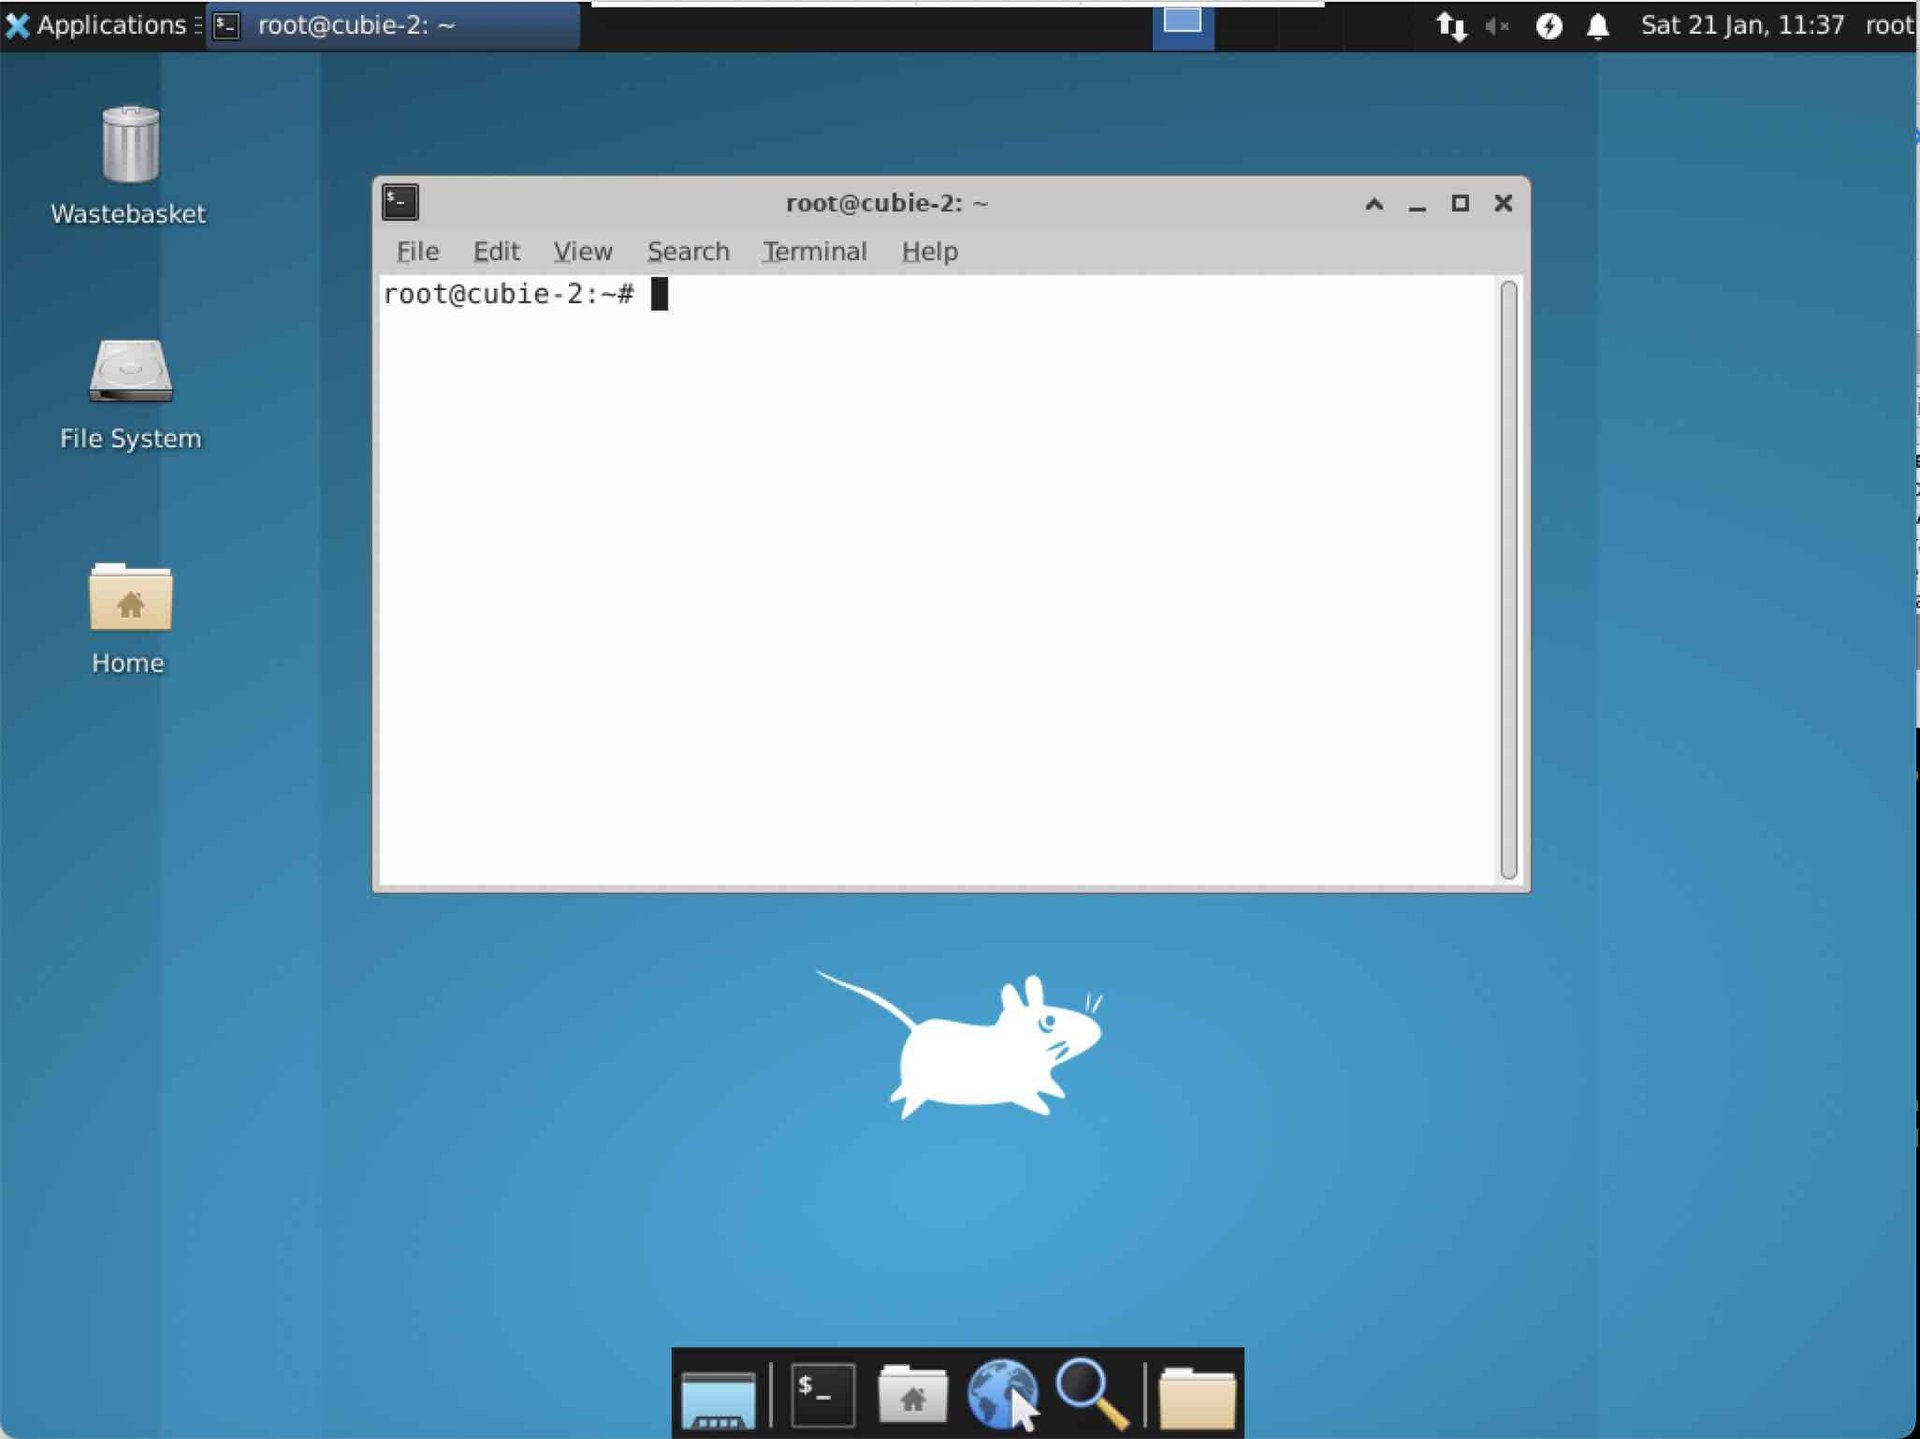 Applications
root@cubie-2: ~
Sat 21 Jan, 11:37
root
Wastebasket
File System
Home
root@cubie-2: ~
File Edit View Search Terminal Help
root@cubie-2:~#
$_